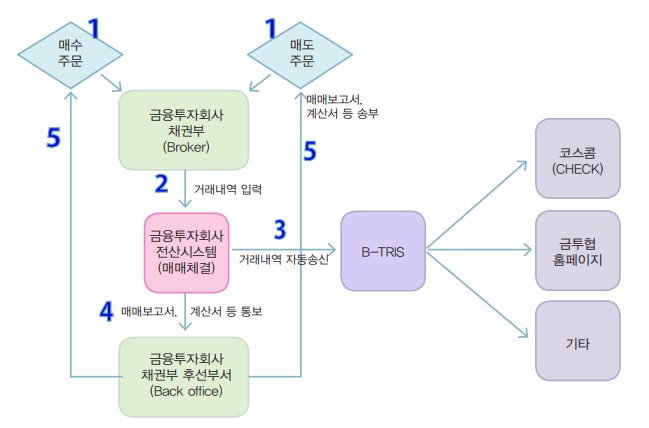 1
매수
주문
1
매도
주문
매매보고서,
계산서 등 송부
금융투자회사
채권부
(Broker)
5
5
2
거래내역 입력
코스콤
(CHECK)
금융투자회사
전산시스템
(매매체결)
3
거래내역 자동송신
B-TRIS
금투협
홈페이지
4
매매보고서, 계산서 등 통보
금융투자회사
채권부 후선부서
(Back office)
기타